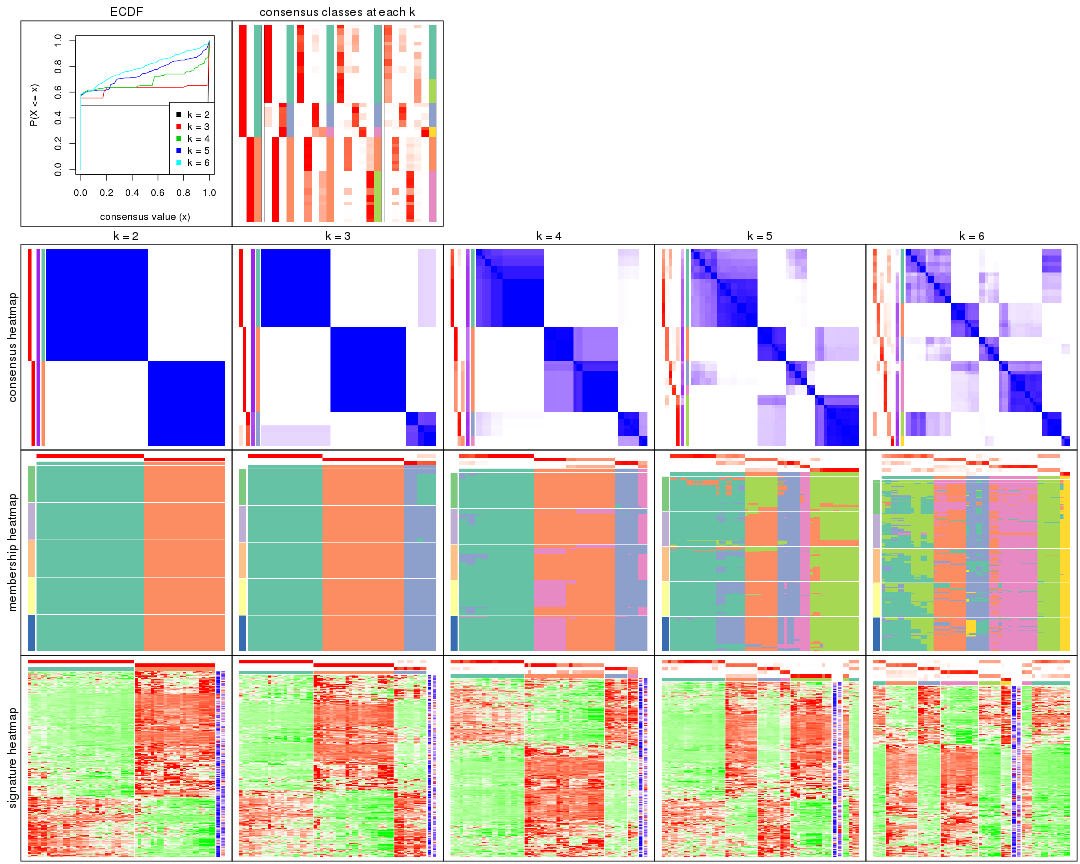 ECDF
consensus classes at each k
P(X <= x)
0.0 0.2 0.4 0.6 0.8 1.0
k = 2
k = 3
k = 4
k = 5
k = 6
0.0 0.2 0.4 0.6 0.8 1.0
consensus value (x)
k = 2
k = 3
k = 4
k = 5
k = 6
consensus heatmap
membership heatmap
signature heatmap